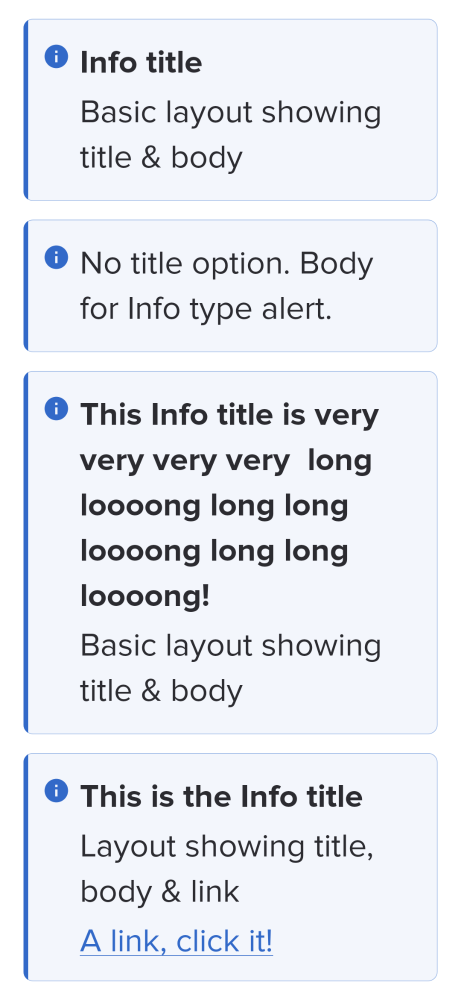 Info title
Basic layout showing
title & body
No title option. Body
for Info type alert.
This Info title is very
very very very  long
loooong long long
loooong long long
loooong!
Basic layout showing
title & body
This is the Info title
Layout showing title,
body & link
A link, click it!